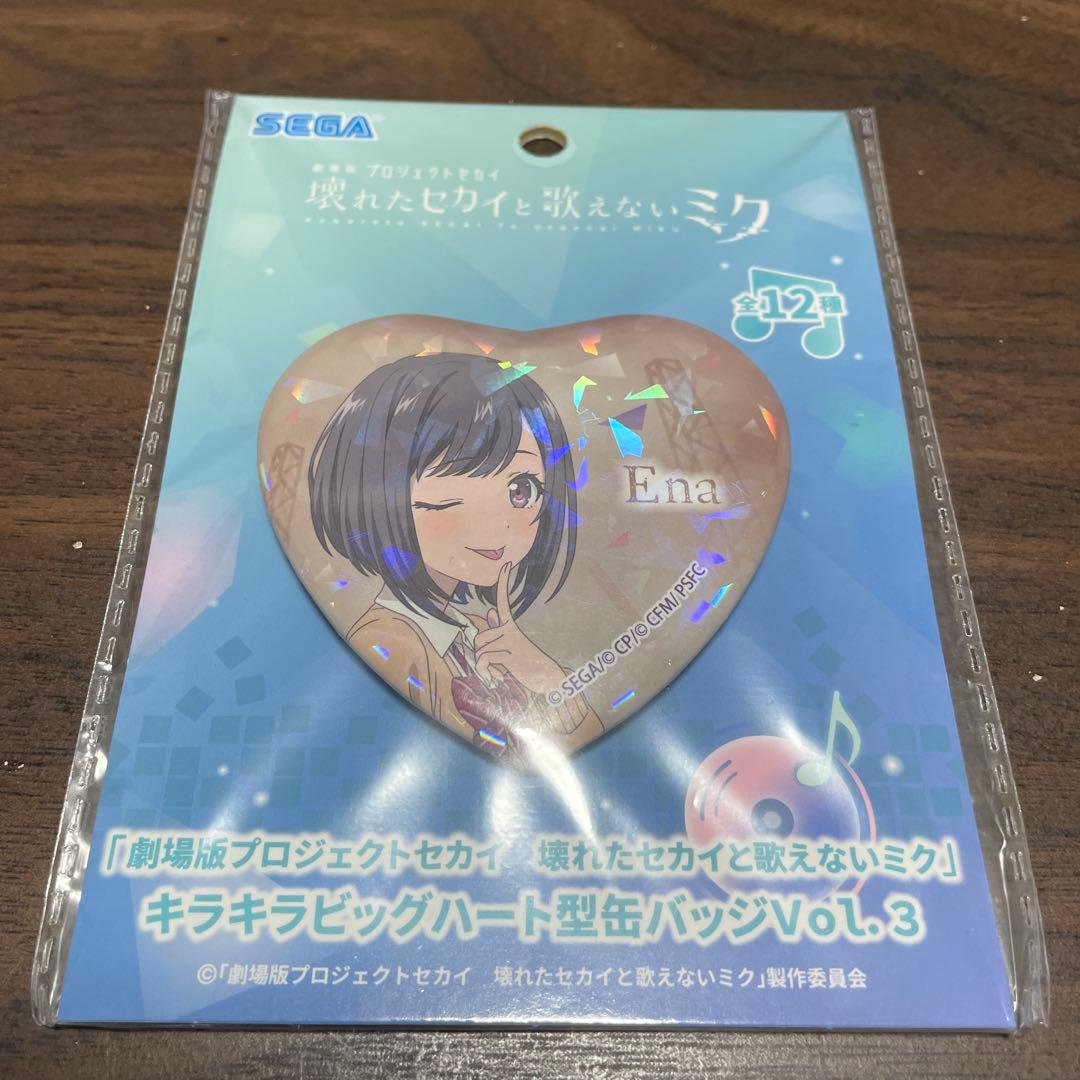 SEGA
劇場版 プロジェクトセカイ
壊れたセカイと歌えないミク
全12種
Ena
© SEGA/© CP/© CFM/ PSFC
「劇場版プロジェクトセカイ 壊れたセカイと歌えないミク」
キラキラビッグハート型缶バッジVol.3
©「劇場版プロジェクトセカイ 壊れたセカイと歌えないミク」製作委員会